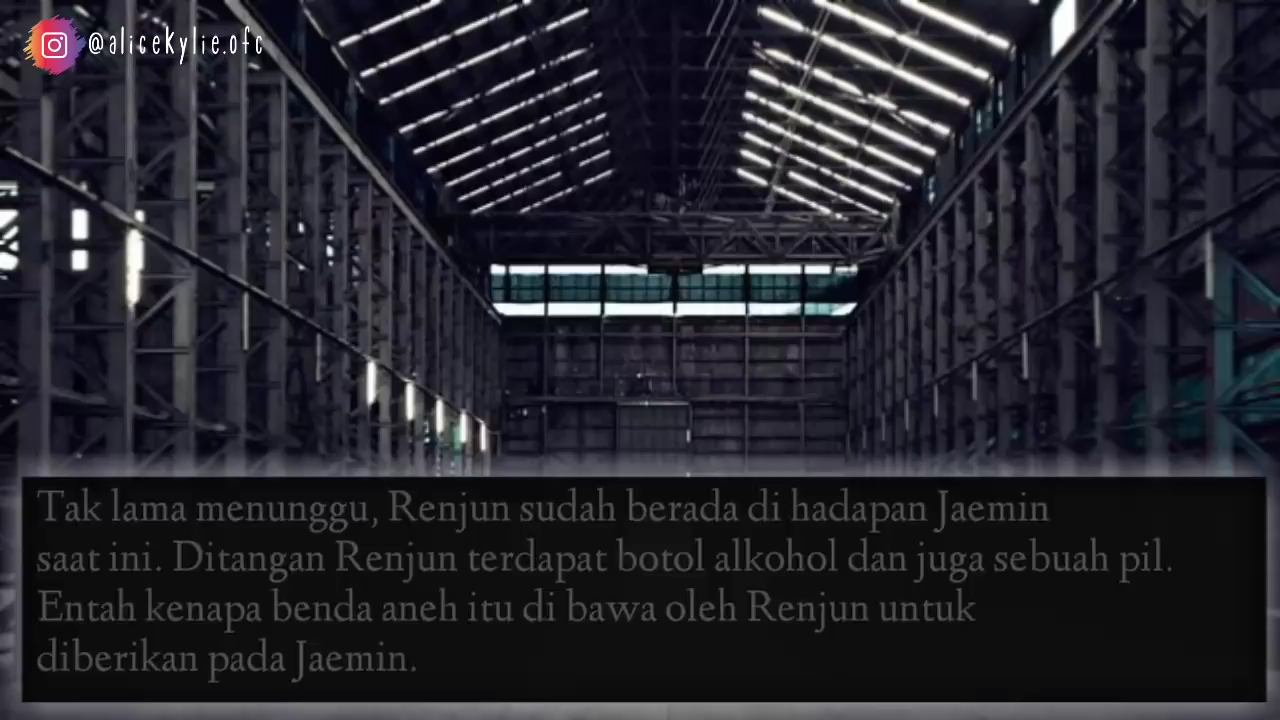 @aliceKylie.ofc
Tak lama menunggu, Renjun sudah berada di hadapan Jaemin
saat ini. Ditangan Renjun terdapat botol alkohol dan juga sebuah pil.
Entah kenapa benda aneh itu di bawa oleh Renjun untuk
diberikan pada Jaemin.